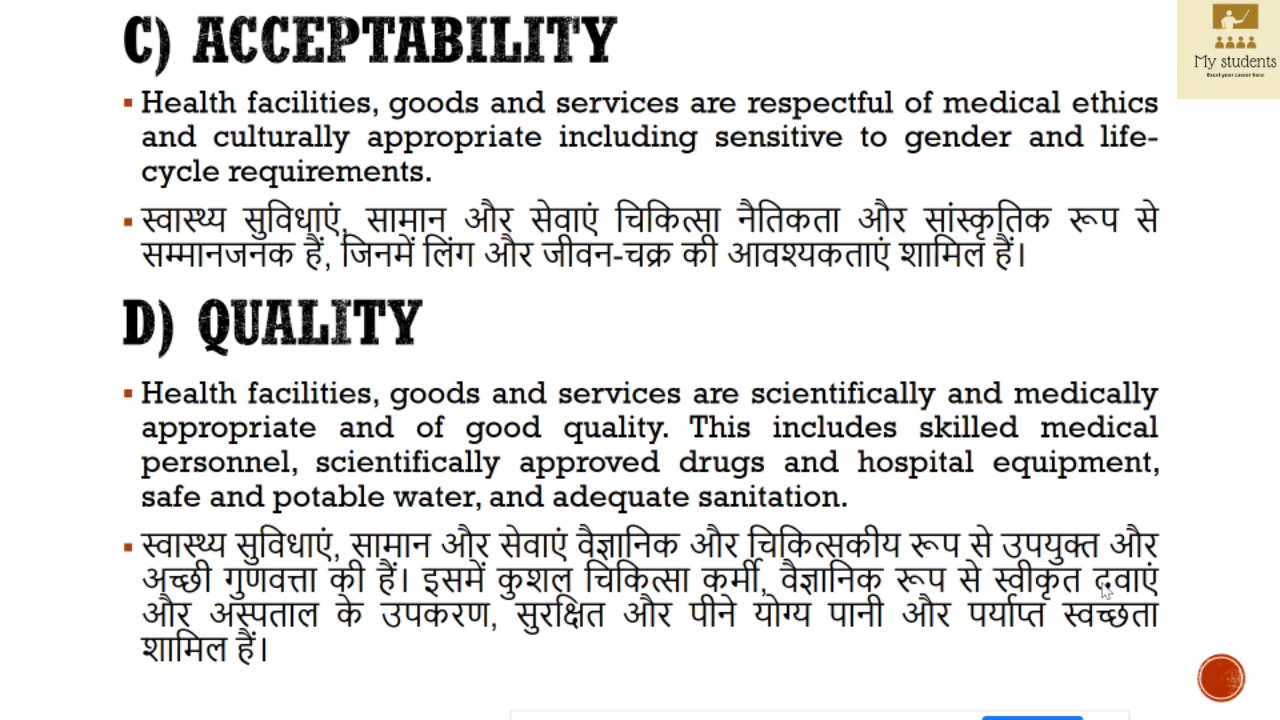 C) ACCEPTABILITY
My students
Excel your career here
▪ Health facilities, goods and services are respectful of medical ethics
and culturally appropriate including sensitive to gender and life-
cycle requirements.
▪ स्वास्थ्य सुविधाएं, सामान और सेवाएं चिकित्सा नैतिकता और सांस्कृतिक रूप से
सम्मानजनक हैं, जिनमें लिंग और जीवन-चक्र की आवश्यकताएं शामिल हैं।
D) QUALITY
▪ Health facilities, goods and services are scientifically and medically
appropriate and of good quality. This includes skilled medical
personnel, scientifically approved drugs and hospital equipment,
safe and potable water, and adequate sanitation.
▪ स्वास्थ्य सुविधाएं, सामान और सेवाएं वैज्ञानिक और चिकित्सकीय रूप से उपयुक्त और
अच्छी गुणवत्ता की हैं। इसमें कुशल चिकित्सा कर्मी, वैज्ञानिक रूप से स्वीकृत दवाएं
और अस्पताल के उपकरण, सुरक्षित और पीने योग्य पानी और पर्याप्त स्वच्छता
शामिल हैं।